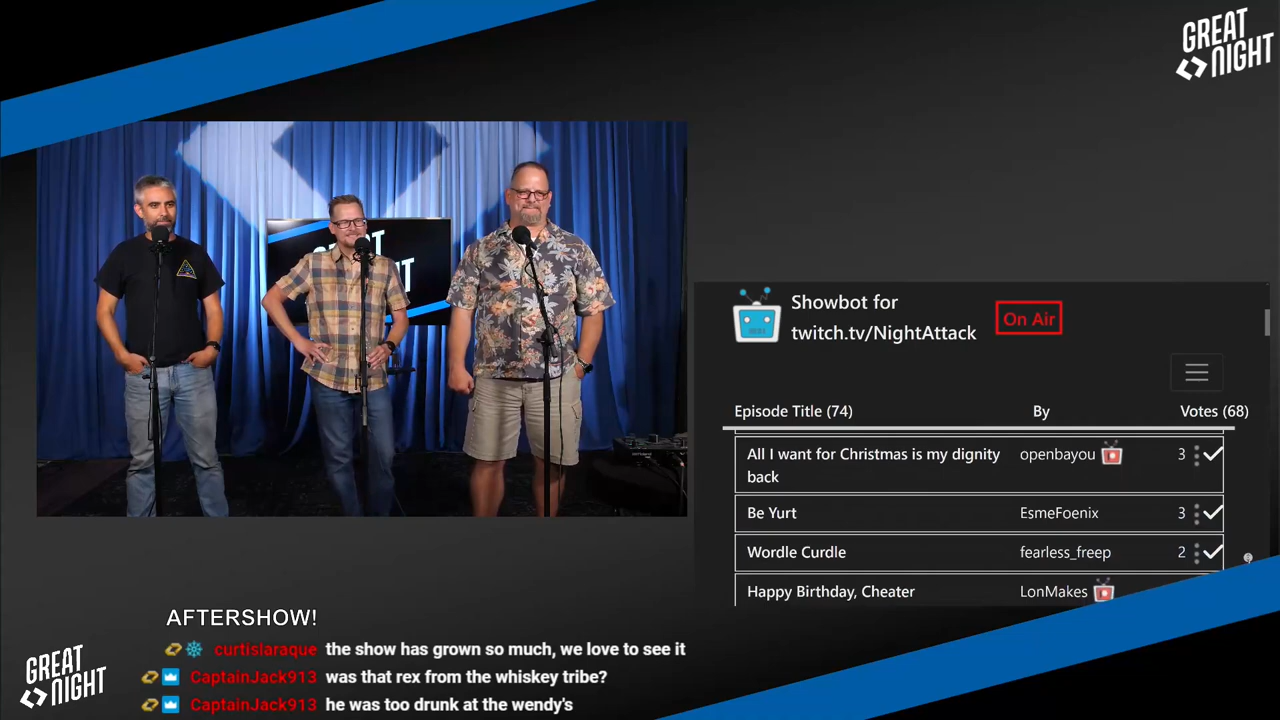 GREAT
NIGHT
Showbot for
twitch.tv/NightAttack
On Air
Episode Title (74) By Votes (68)
All I want for Christmas is my dignity
back
openbayou 3
Be Yurt EsmeFoenix 3
Wordle Curdle fearless_freep 2
Happy Birthday, Cheater LonMakes
AFTERSHOW!
curtislaraque the show has grown so much, we love to see it
CaptainJack913 was that rex from the whiskey tribe?
CaptainJack913 he was too drunk at the wendy's
GREAT
NIGHT